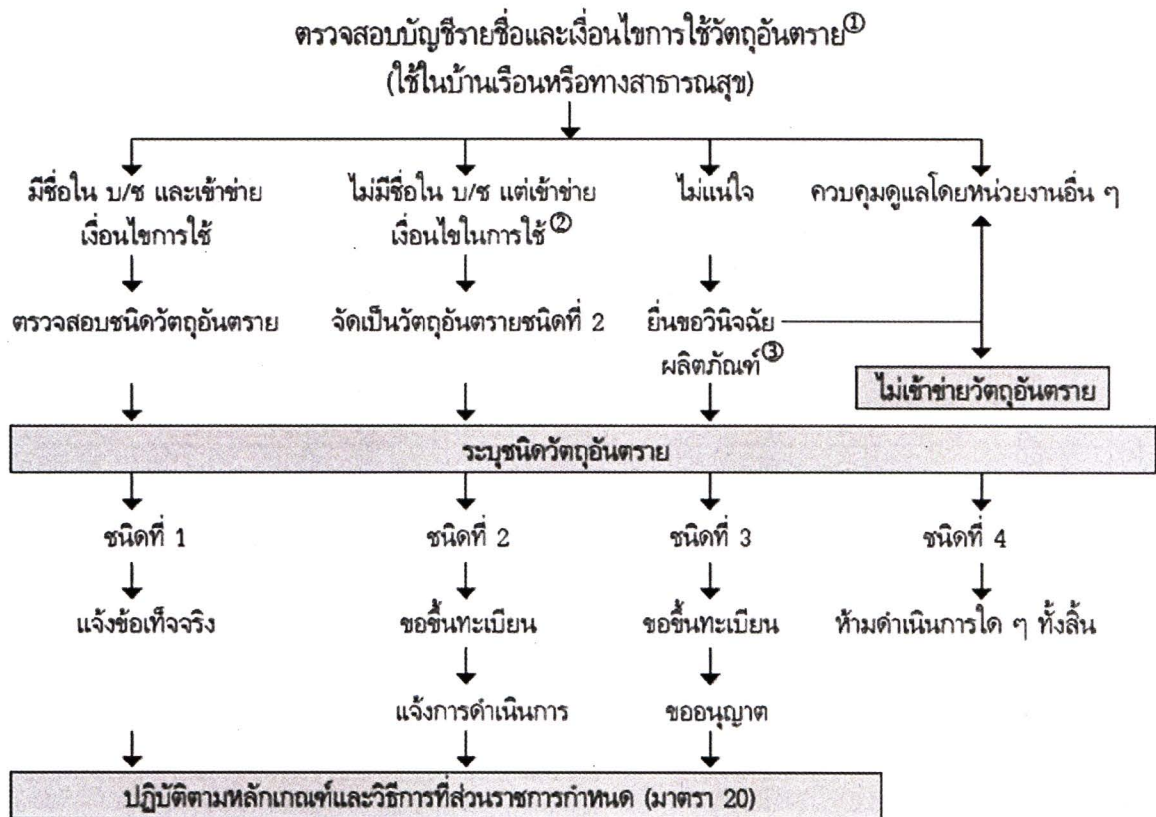 ตรวจสอบบัญชีรายชื่อและเงื่อนไขการใช้วัตถุอันตราย①
(ใช้ในบ้านเรือนหรือทางสาธารณสุข)
มีชื่อใน บ/ช และเข้าข่าย
เงื่อนไขการใช้
ไม่มีชื่อใน บ/ช แต่เข้าข่าย
เงื่อนไขในการใช้②
ไม่แน่ใจ
ควบคุมดูแลโดยหน่วยงานอื่น ๆ
ตรวจสอบชนิดวัตถุอันตราย
จัดเป็นวัตถุอันตรายชนิดที่ 2
ยื่นขอวินิจฉัย
ผลิตภัณฑ์③
ไม่เข้าข่ายวัตถุอันตราย
ระบุชนิดวัตถุอันตราย
ชนิดที่ 1
ชนิดที่ 2
ชนิดที่ 3
ชนิดที่ 4
แจ้งข้อเท็จจริง
ขอขึ้นทะเบียน
ขอขึ้นทะเบียน
ห้ามดำเนินการใด ๆ ทั้งสิ้น
แจ้งการดำเนินการ
ขออนุญาต
ปฏิบัติตามหลักเกณฑ์และวิธีการที่ส่วนราชการกำหนด (มาตรา 20)